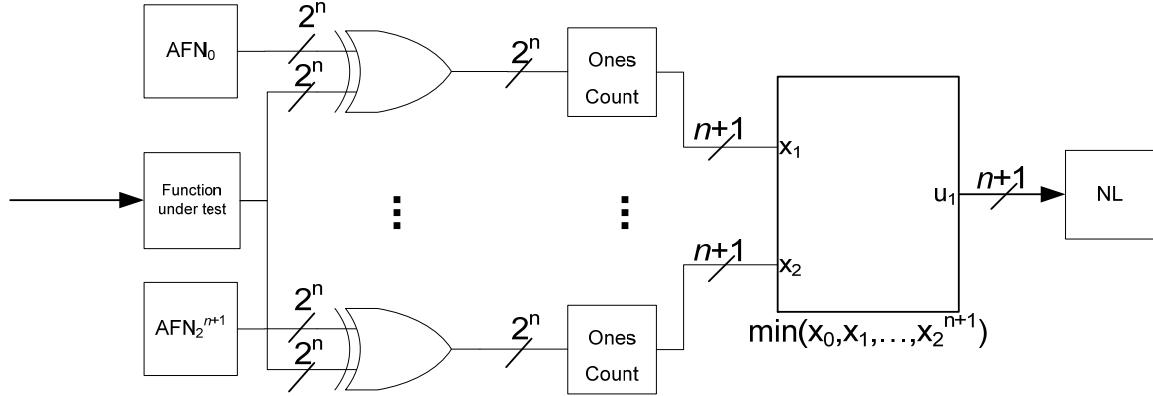 AFN₀
2ⁿ
2ⁿ
2ⁿ
Ones
Count
n+1
x₁
Function
under test
⋮
⋮
u₁
n+1
NL
n+1
x₂
AFN₂ⁿ⁺¹
2ⁿ
2ⁿ
2ⁿ
Ones
Count
min(x₀,x₁,...,x₂ⁿ⁺¹)